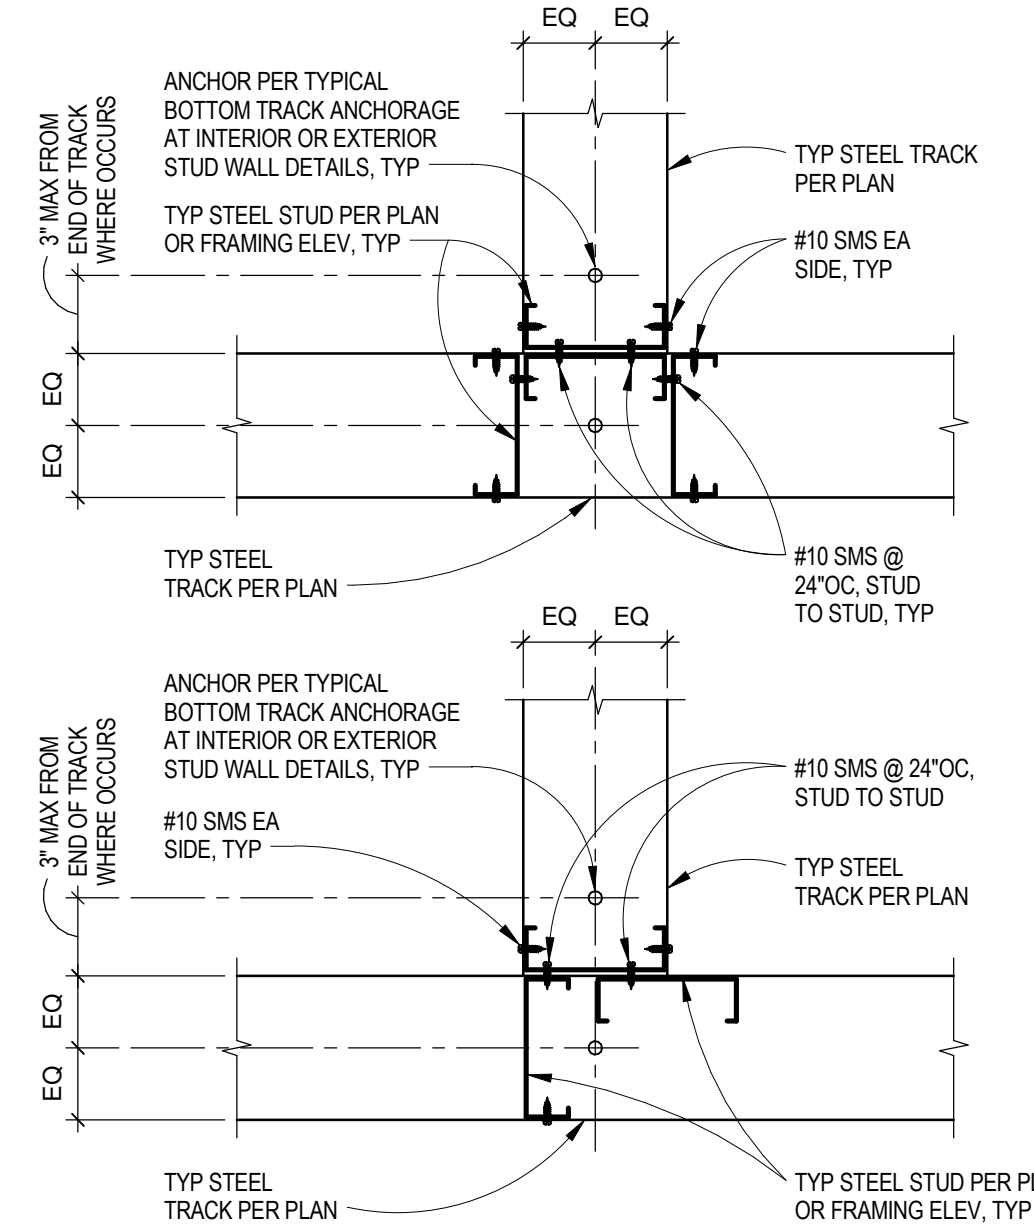 EQ EQ
ANCHOR PER TYPICAL
BOTTOM TRACK ANCHORAGE
AT INTERIOR OR EXTERIOR
STUD WALL DETAILS, TYP
3" MAX FROM
END OF TRACK
WHERE OCCURS
TYP STEEL TRACK
PER PLAN
TYP STEEL STUD PER PLAN
OR FRAMING ELEV, TYP
#10 SMS EA
SIDE, TYP
EQ
EQ
TYP STEEL
TRACK PER PLAN
#10 SMS @
24"OC, STUD
TO STUD, TYP
EQ EQ
ANCHOR PER TYPICAL
BOTTOM TRACK ANCHORAGE
AT INTERIOR OR EXTERIOR
STUD WALL DETAILS, TYP
3" MAX FROM
END OF TRACK
WHERE OCCURS
#10 SMS @ 24"OC,
STUD TO STUD
#10 SMS EA
SIDE, TYP
TYP STEEL
TRACK PER PLAN
EQ
EQ
TYP STEEL
TRACK PER PLAN
TYP STEEL STUD PER
OR FRAMING ELEV, TYP